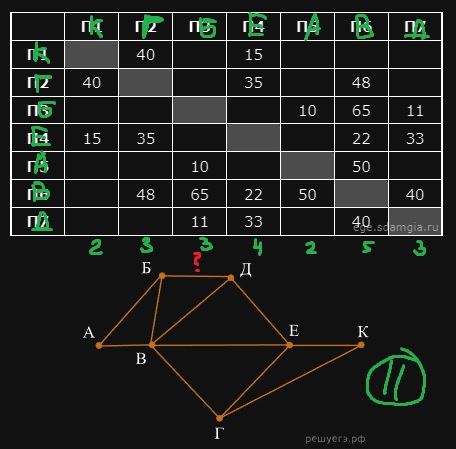 П1 К П2 Г П3 Б П4 Е П5 А П6 В П7 Д
П1 К 40 15
П2 Г 40 35 48
П3 Б 10 65 11
П4 Е 15 35 22 33
П5 А 10 50
П6 В 48 65 22 50 40
П7 Д 11 33 40
ege.sdamgia.ru
2 3 3 4 2 5 3
?
Б Д
А В Е К
Г
11
решуегэ.рф